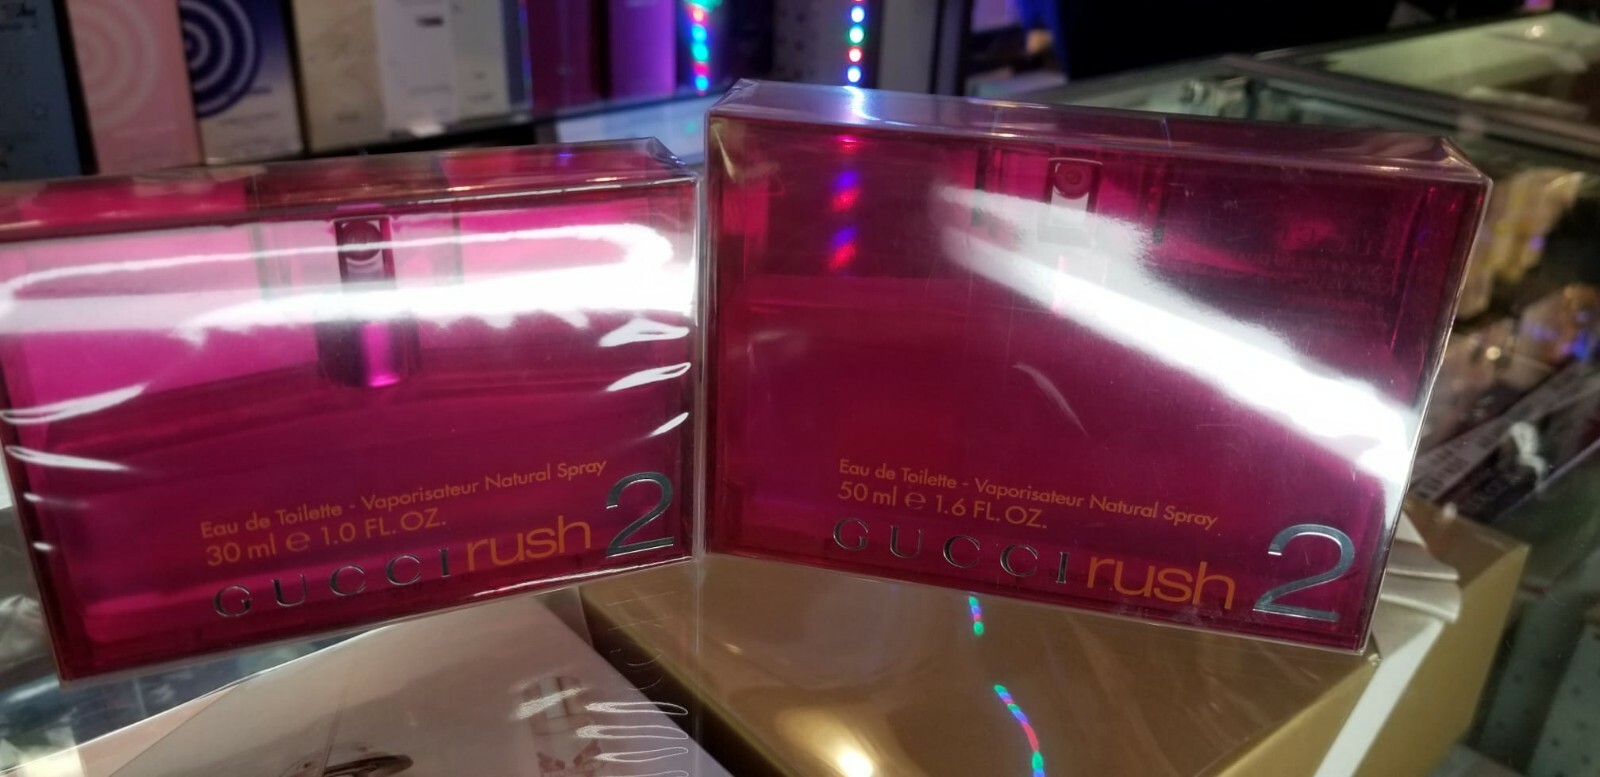 Eau de Toilette - Vaporisateur Natural Spray
30 ml ℮ 1.0 FL. OZ.
GUCCI rush 2
Eau de Toilette - Vaporisateur Natural Spray
50 ml ℮ 1.6 FL. OZ.
GUCCI rush 2